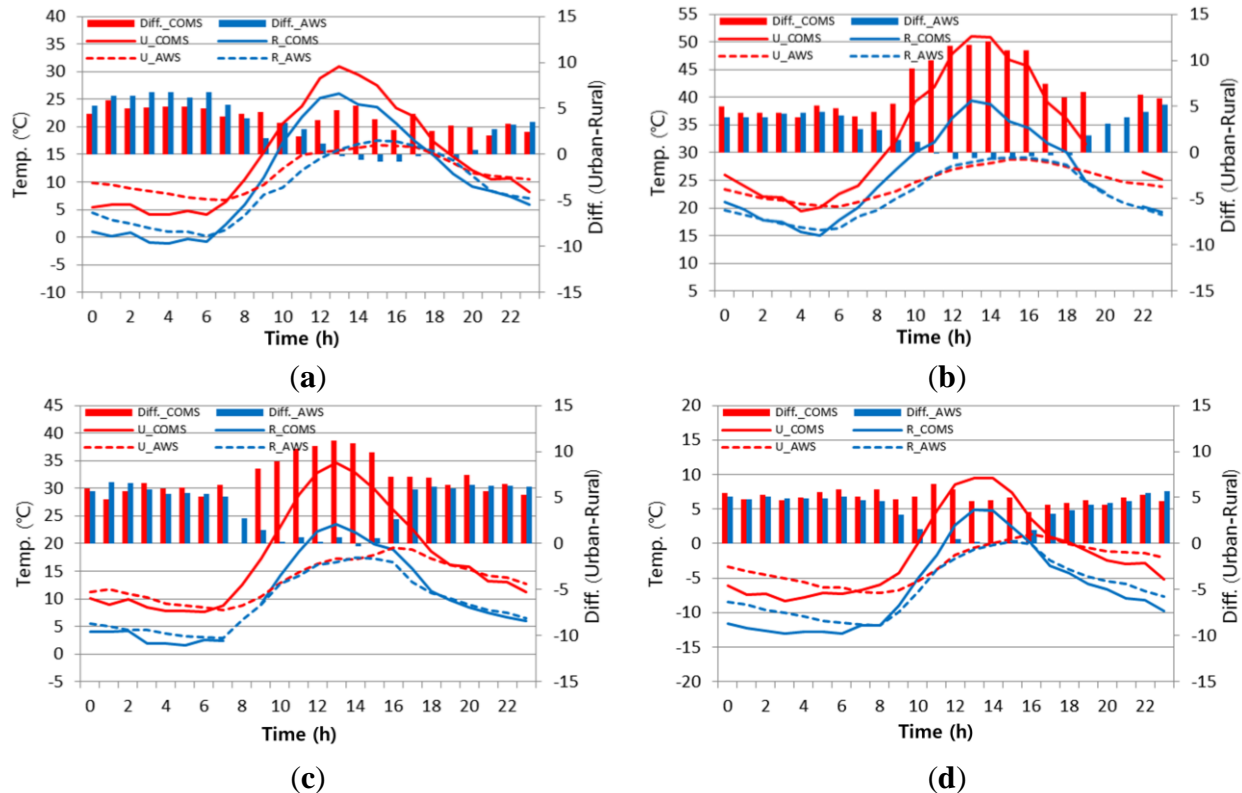 Diff._COMS Diff._AWS
U_COMS R_COMS
U_AWS R_AWS
Temp. (℃)
40
35
30
25
20
15
10
5
0
-5
-10
15
10
5
0
-5
-10
-15
Diff. (Urban-Rural)
0 2 4 6 8 10 12 14 16 18 20 22
Time (h)
(a)
Diff._COMS Diff._AWS
U_COMS R_COMS
U_AWS R_AWS
Temp. (℃)
55
50
45
40
35
30
25
20
15
10
5
15
10
5
0
-5
-10
-15
Diff. (Urban-Rural)
0 2 4 6 8 10 12 14 16 18 20 22
Time (h)
(b)
Diff._COMS Diff._AWS
U_COMS R_COMS
U_AWS R_AWS
Temp. (℃)
45
40
35
30
25
20
15
10
5
0
-5
15
10
5
0
-5
-10
-15
Diff. (Urban-Rural)
0 2 4 6 8 10 12 14 16 18 20 22
Time (h)
(c)
Diff._COMS Diff._AWS
U_COMS R_COMS
U_AWS R_AWS
Temp. (℃)
20
15
10
5
0
-5
-10
-15
-20
15
10
5
0
-5
-10
-15
Diff. (Urban-Rural)
0 2 4 6 8 10 12 14 16 18 20 22
Time (h)
(d)